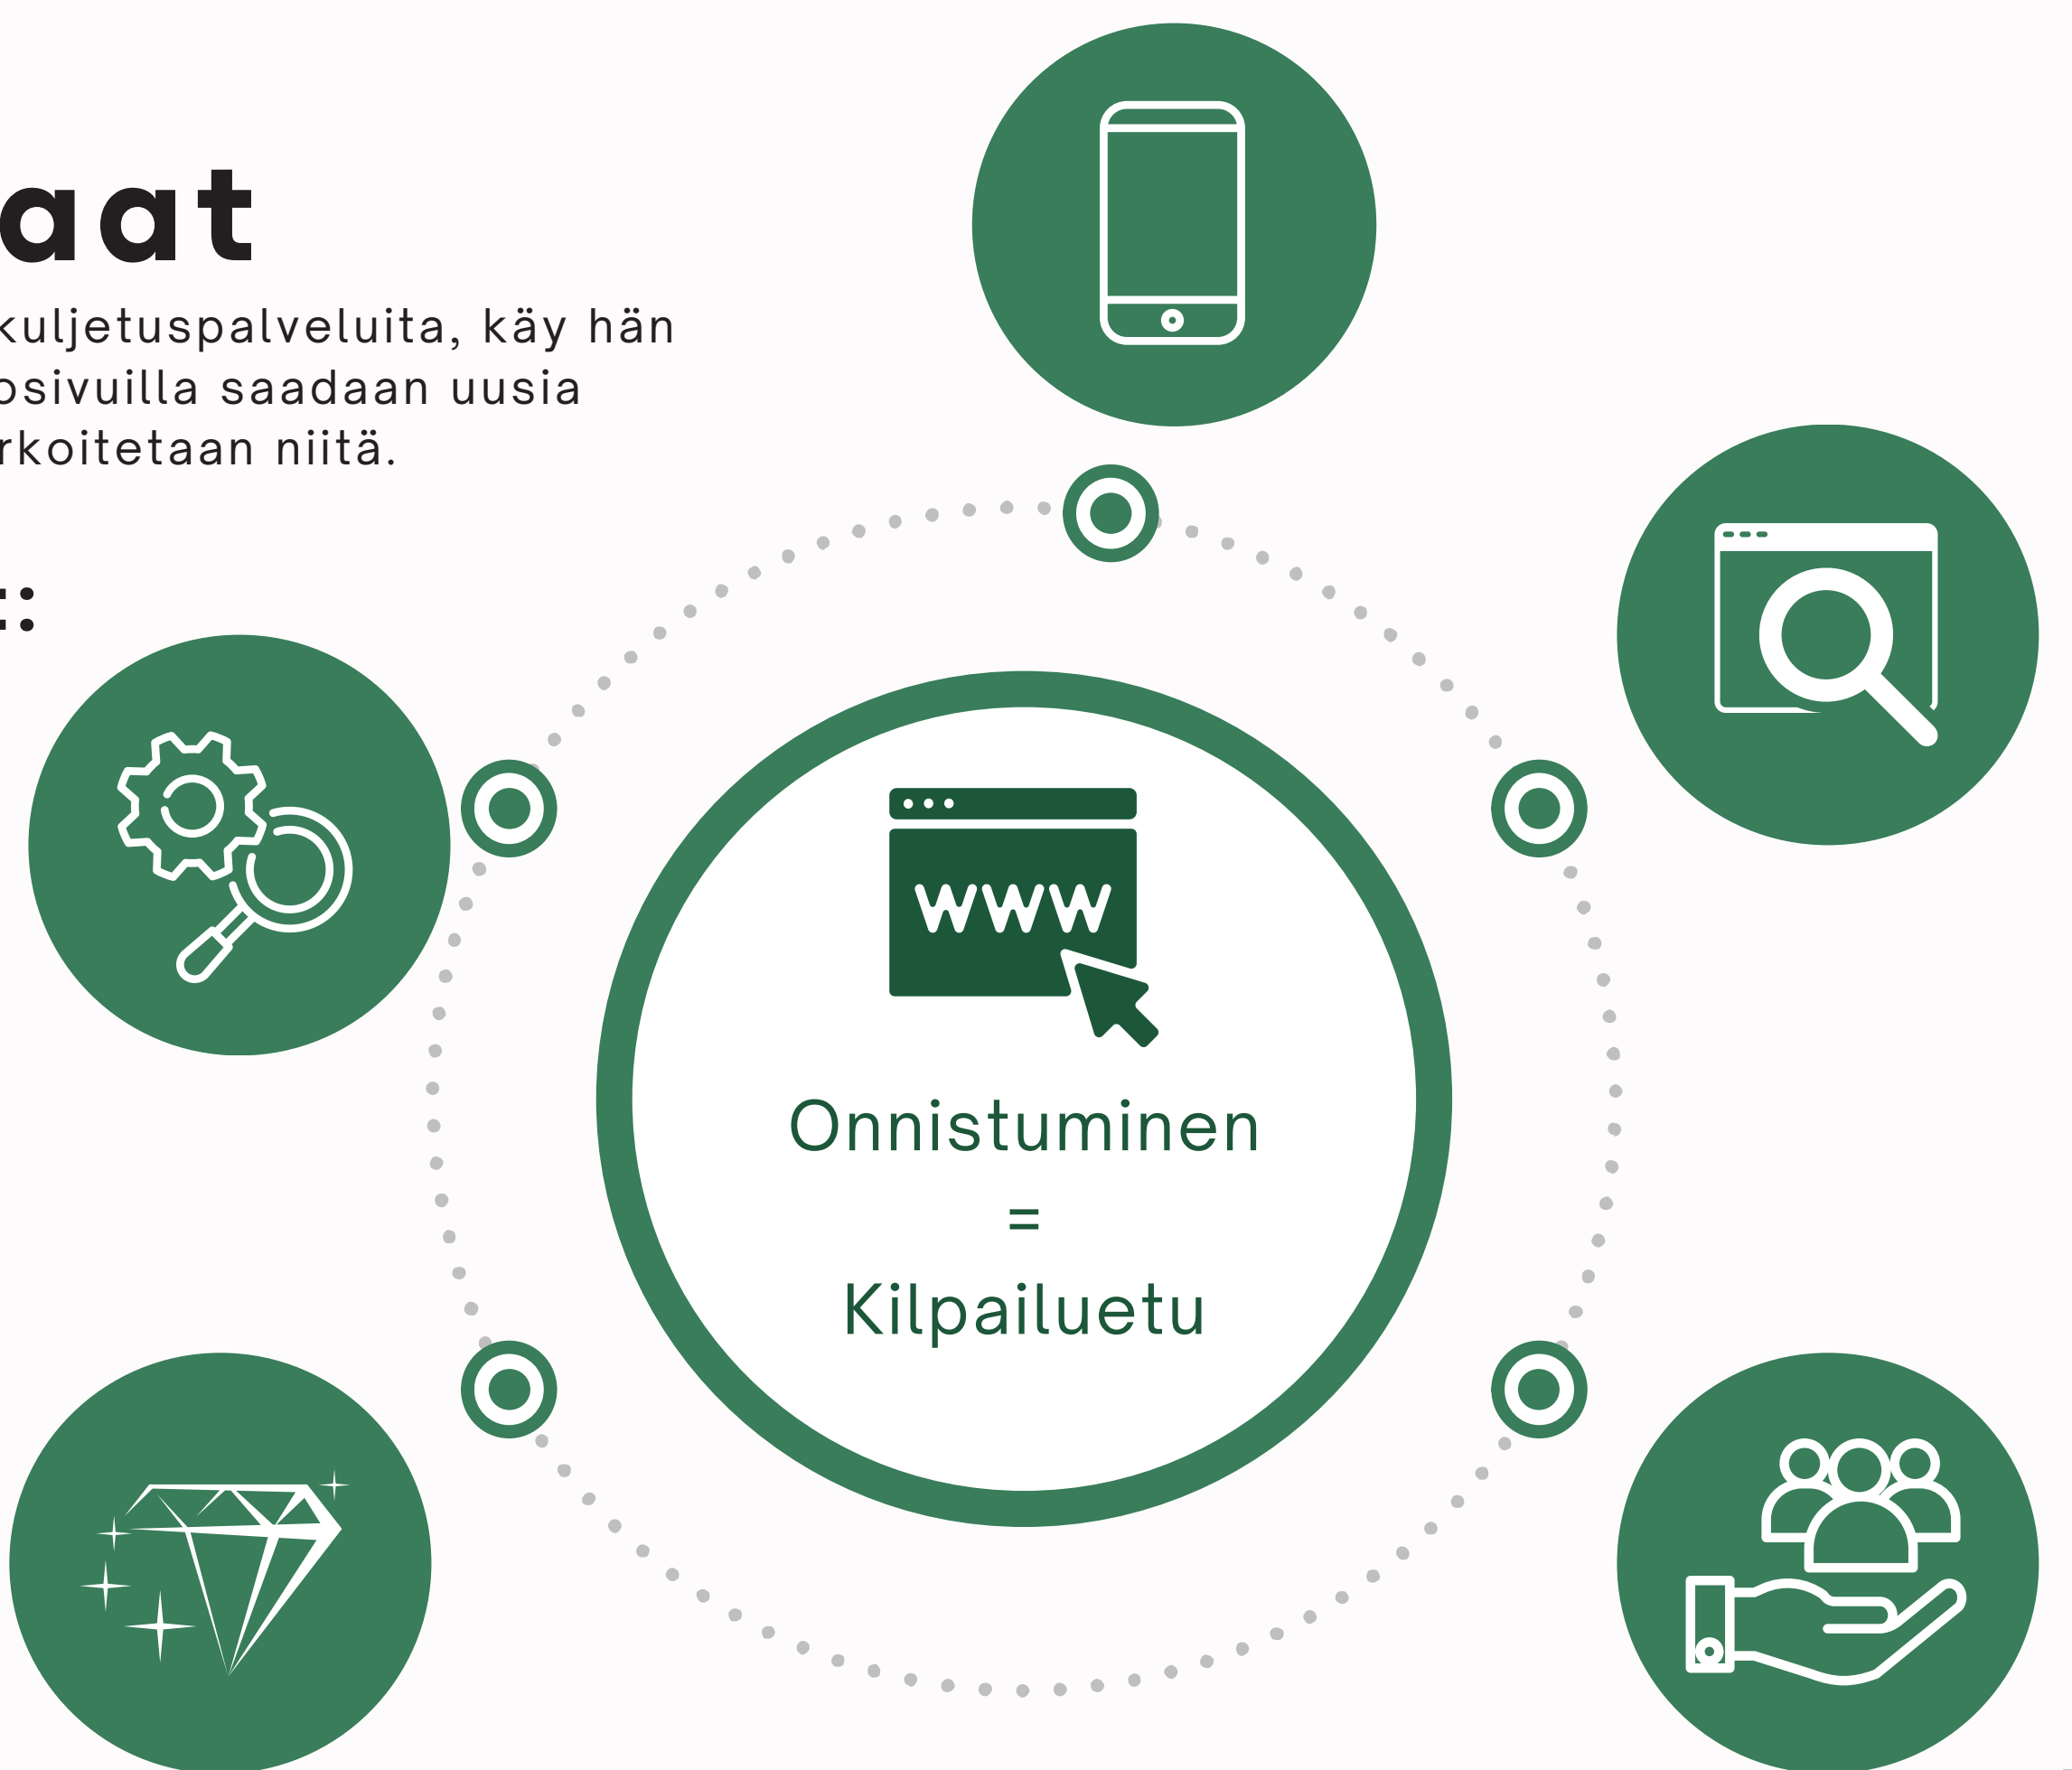 aat
kuljetuspalveluita, käy hän
osivuilla saadaan uusia
rkoitetaan niitä.
:
www
Onnistuminen
=
Kilpailuetu